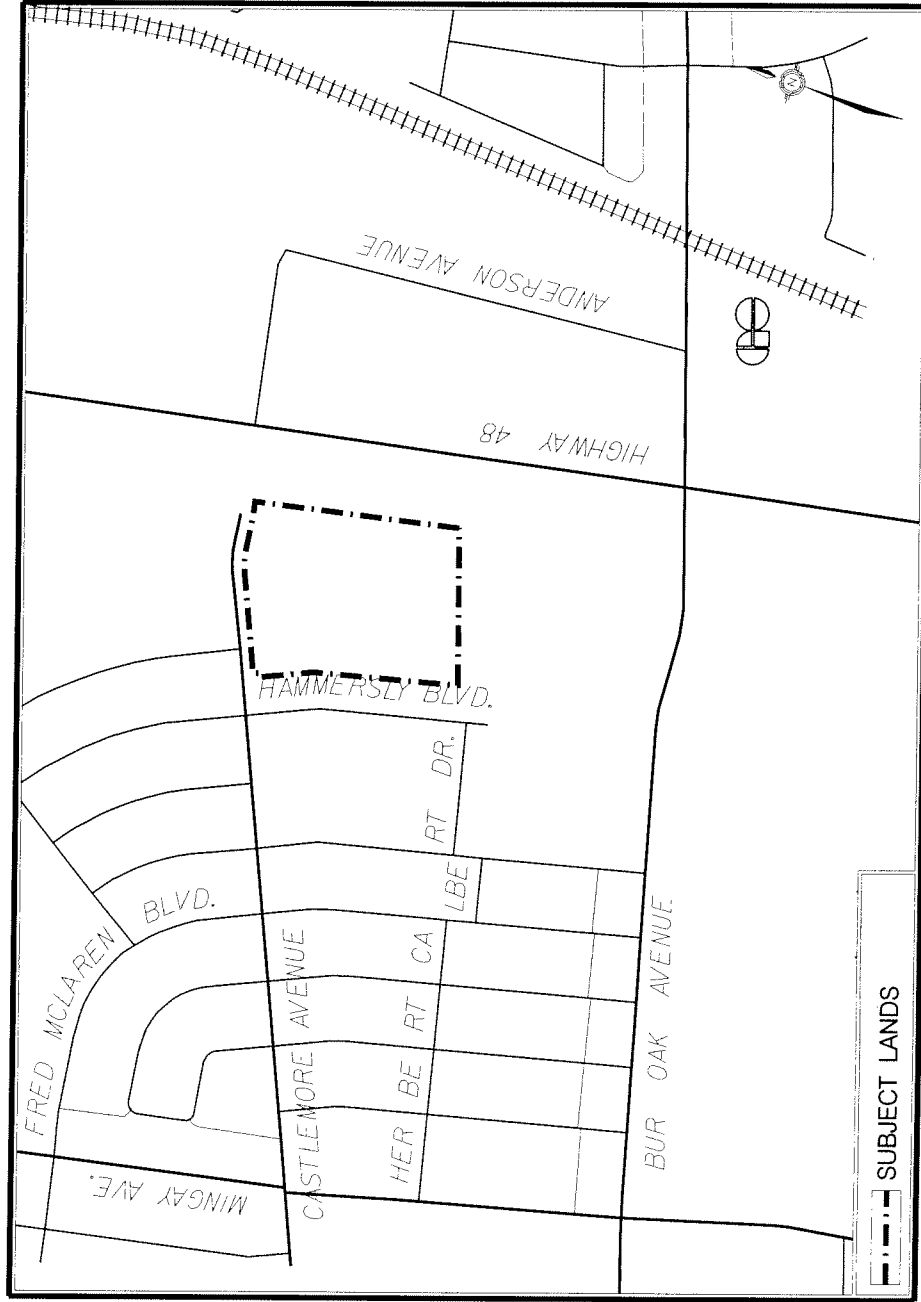 FRED MCLAREN BLVD.
MINGAY AVE.
CASTLEMORE AVENUE
HER BE RT CA LBE RT DR.
BUR OAK AVENUE
HAMMERSLY BLVD.
HIGHWAY 48
ANDERSON AVENUE
N
SUBJECT LANDS